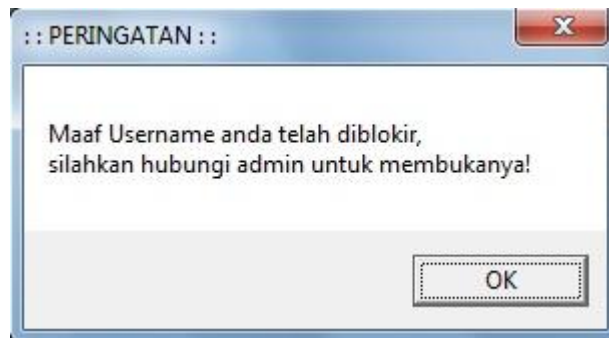 :: PERINGATAN ::
Maaf Username anda telah diblokir,
silahkan hubungi admin untuk membukanya!
OK